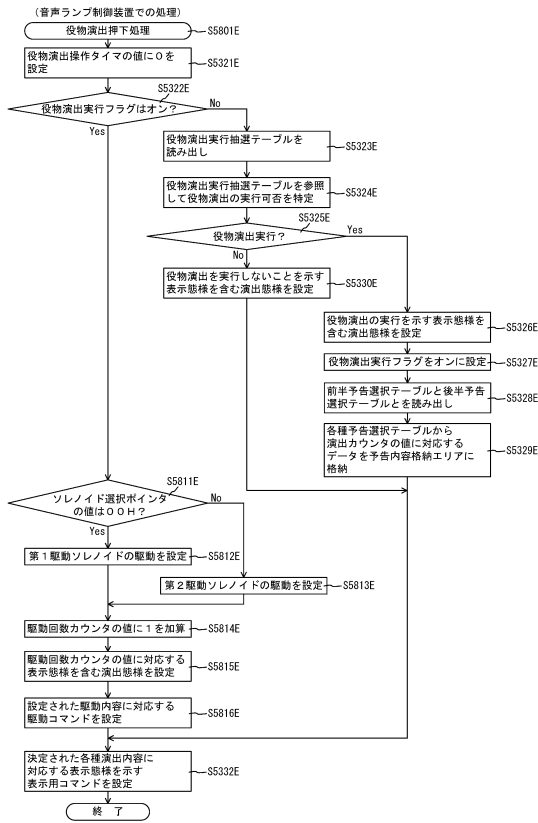 （音声ランプ制御装置での処理）
役物演出押下処理
S5801E
役物演出操作タイマの値に０を
設定
S5321E
S5322E
役物演出実行フラグはオン？
No
Yes
役物演出実行抽選テーブルを
読み出し
S5323E
役物演出実行抽選テーブルを参照
して役物演出の実行可否を特定
S5324E
S5325E
役物演出実行？
Yes
No
役物演出を実行しないことを示す
表示態様を含む演出態様を設定
S5330E
役物演出の実行を示す表示態様を
含む演出態様を設定
S5326E
役物演出実行フラグをオンに設定
S5327E
前半予告選択テーブルと後半予告
選択テーブルとを読み出し
S5328E
各種予告選択テーブルから
演出カウンタの値に対応する
データを予告内容格納エリアに
格納
S5329E
S5811E
ソレノイド選択ポインタ
の値は００Ｈ？
No
Yes
第１駆動ソレノイドの駆動を設定
S5812E
第２駆動ソレノイドの駆動を設定
S5813E
駆動回数カウンタの値に１を加算
S5814E
駆動回数カウンタの値に対応する
表示態様を含む演出態様を設定
S5815E
設定された駆動内容に対応する
駆動コマンドを設定
S5816E
決定された各種演出内容に
対応する表示態様を示す
表示用コマンドを設定
S5332E
終　了